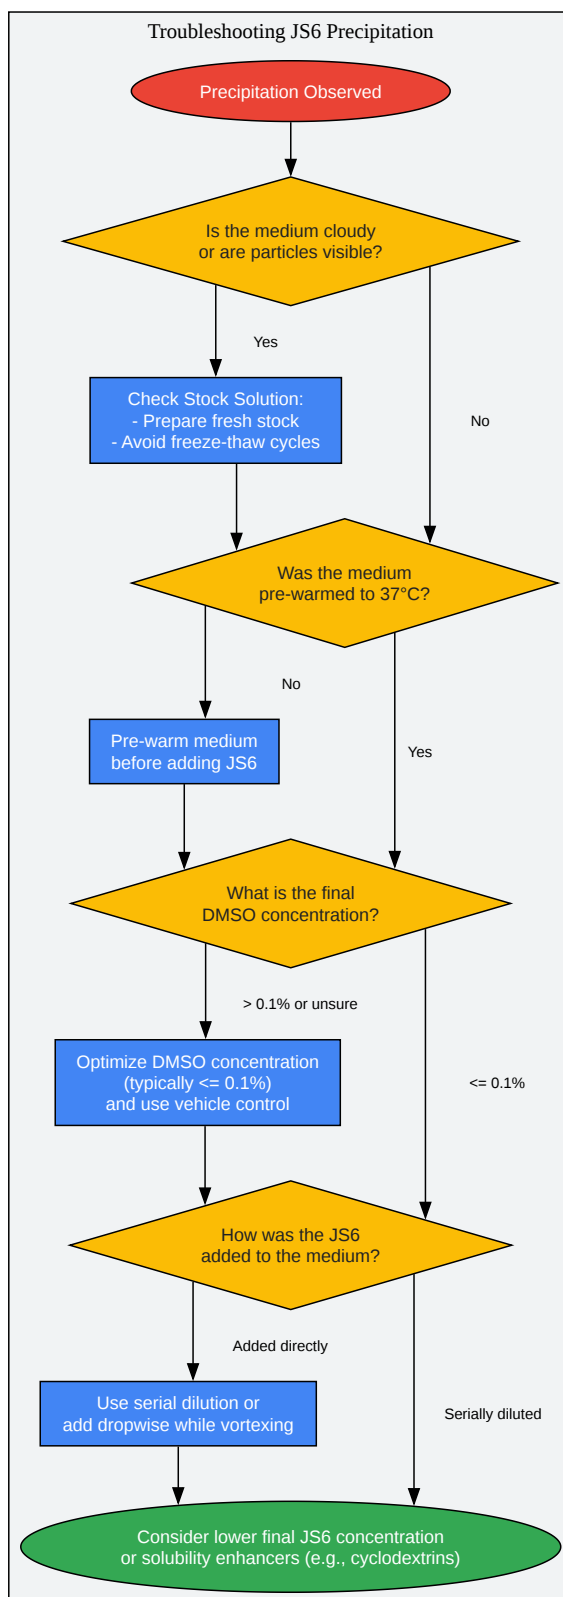 Troubleshooting JS6 Precipitation
Precipitation Observed
Is the medium cloudy
or are particles visible?
Yes
Check Stock Solution:
- Prepare fresh stock
- Avoid freeze-thaw cycles
No
Was the medium
pre-warmed to 37°C?
No
Pre-warm medium
before adding JS6
Yes
What is the final
DMSO concentration?
> 0.1% or unsure
Optimize DMSO concentration
(typically <= 0.1%)
and use vehicle control
<= 0.1%
How was the JS6
added to the medium?
Added directly
Use serial dilution or
add dropwise while vortexing
Serially diluted
Consider lower final JS6 concentration
or solubility enhancers (e.g., cyclodextrins)